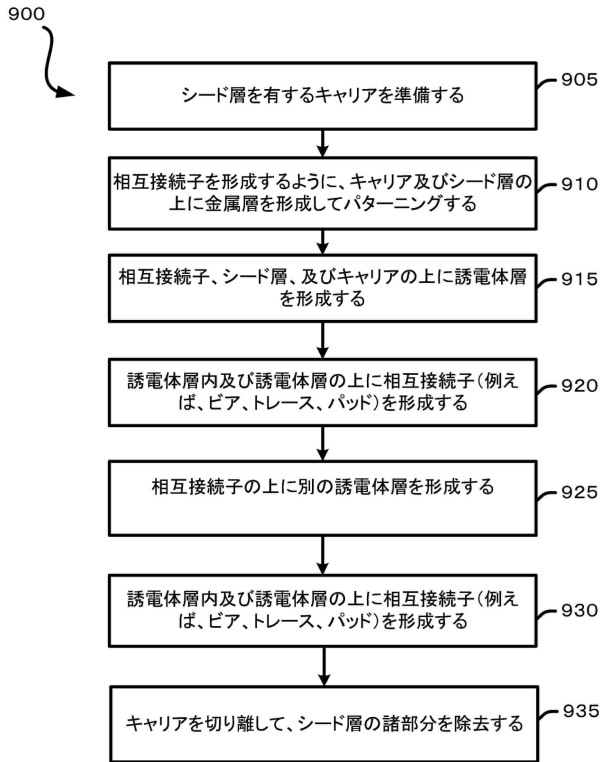 900
シード層を有するキャリアを準備する
905
相互接続子を形成するように、キャリア及びシード層の
上に金属層を形成してパターニングする
910
相互接続子、シード層、及びキャリアの上に誘電体層
を形成する
915
誘電体層内及び誘電体層の上に相互接続子(例え
ば、ビア、トレース、パッド)を形成する
920
相互接続子の上に別の誘電体層を形成する
925
誘電体層内及び誘電体層の上に相互接続子(例え
ば、ビア、トレース、パッド)を形成する
930
キャリアを切り離して、シード層の諸部分を除去する
935